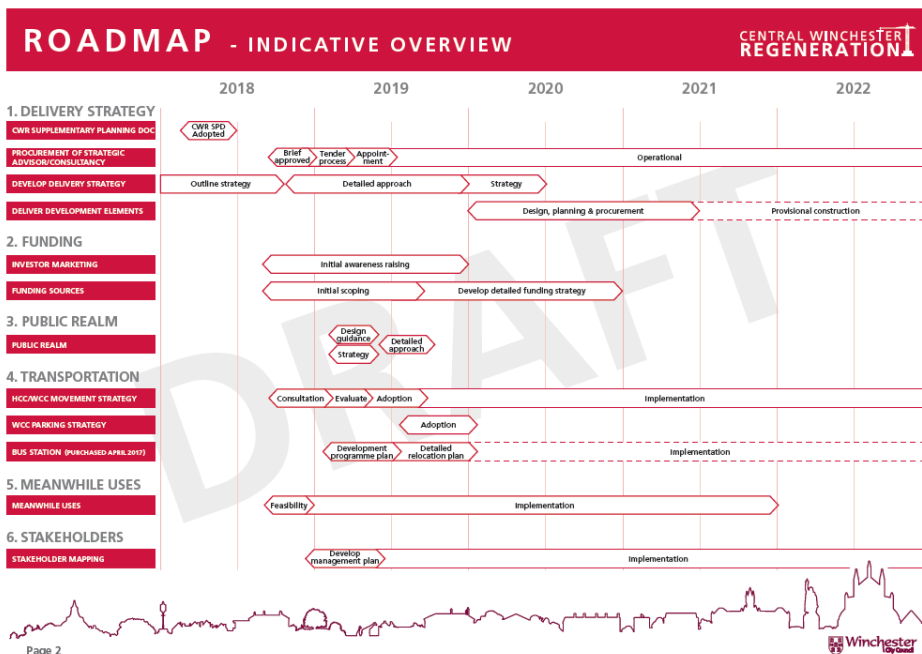 ROADMAP - INDICATIVE OVERVIEW
CENTRAL WINCHESTER
REGENERATION
2018 2019 2020 2021 2022
1. DELIVERY STRATEGY
CWR SUPPLEMENTARY PLANNING DOC
CWR SPD
Adopted
PROCUREMENT OF STRATEGIC
ADVISOR/CONSULTANCY
Brief
approved
Tender
process
Appoint-
ment
Operational
DEVELOP DELIVERY STRATEGY
Outline strategy
Detailed approach
Strategy
DELIVER DEVELOPMENT ELEMENTS
Design, planning & procurement
Provisional construction
2. FUNDING
INVESTOR MARKETING
Initial awareness raising
FUNDING SOURCES
Initial scoping
Develop detailed funding strategy
3. PUBLIC REALM
PUBLIC REALM
Design
guidance
Strategy
Detailed
approach
4. TRANSPORTATION
HCC/WCC MOVEMENT STRATEGY
Consultation
Evaluate
Adoption
Implementation
WCC PARKING STRATEGY
Adoption
BUS STATION (PURCHASED APRIL 2017)
Development
programme plan
Detailed
relocation plan
Implementation
5. MEANWHILE USES
MEANWHILE USES
Feasibility
Implementation
6. STAKEHOLDERS
STAKEHOLDER MAPPING
Develop
management plan
Implementation
DRAFT
Page 2
Winchester
City Council